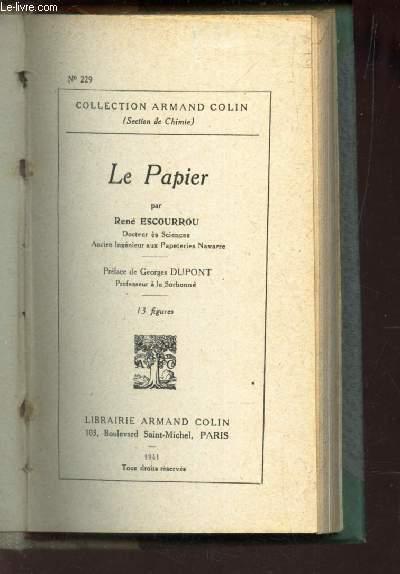 Le-livre.com
Nº 229
COLLECTION ARMAND COLIN
(Section de Chimie)
Le Papier
par
René ESCOURROU
Docteur ès Sciences
Ancien Ingénieur aux Papeteries Navarre
Préface de Georges DUPONT
Professeur à la Sorbonne
13 figures
LIBRAIRIE ARMAND COLIN
103, Boulevard Saint-Michel, PARIS
1941
Tous droits réservés